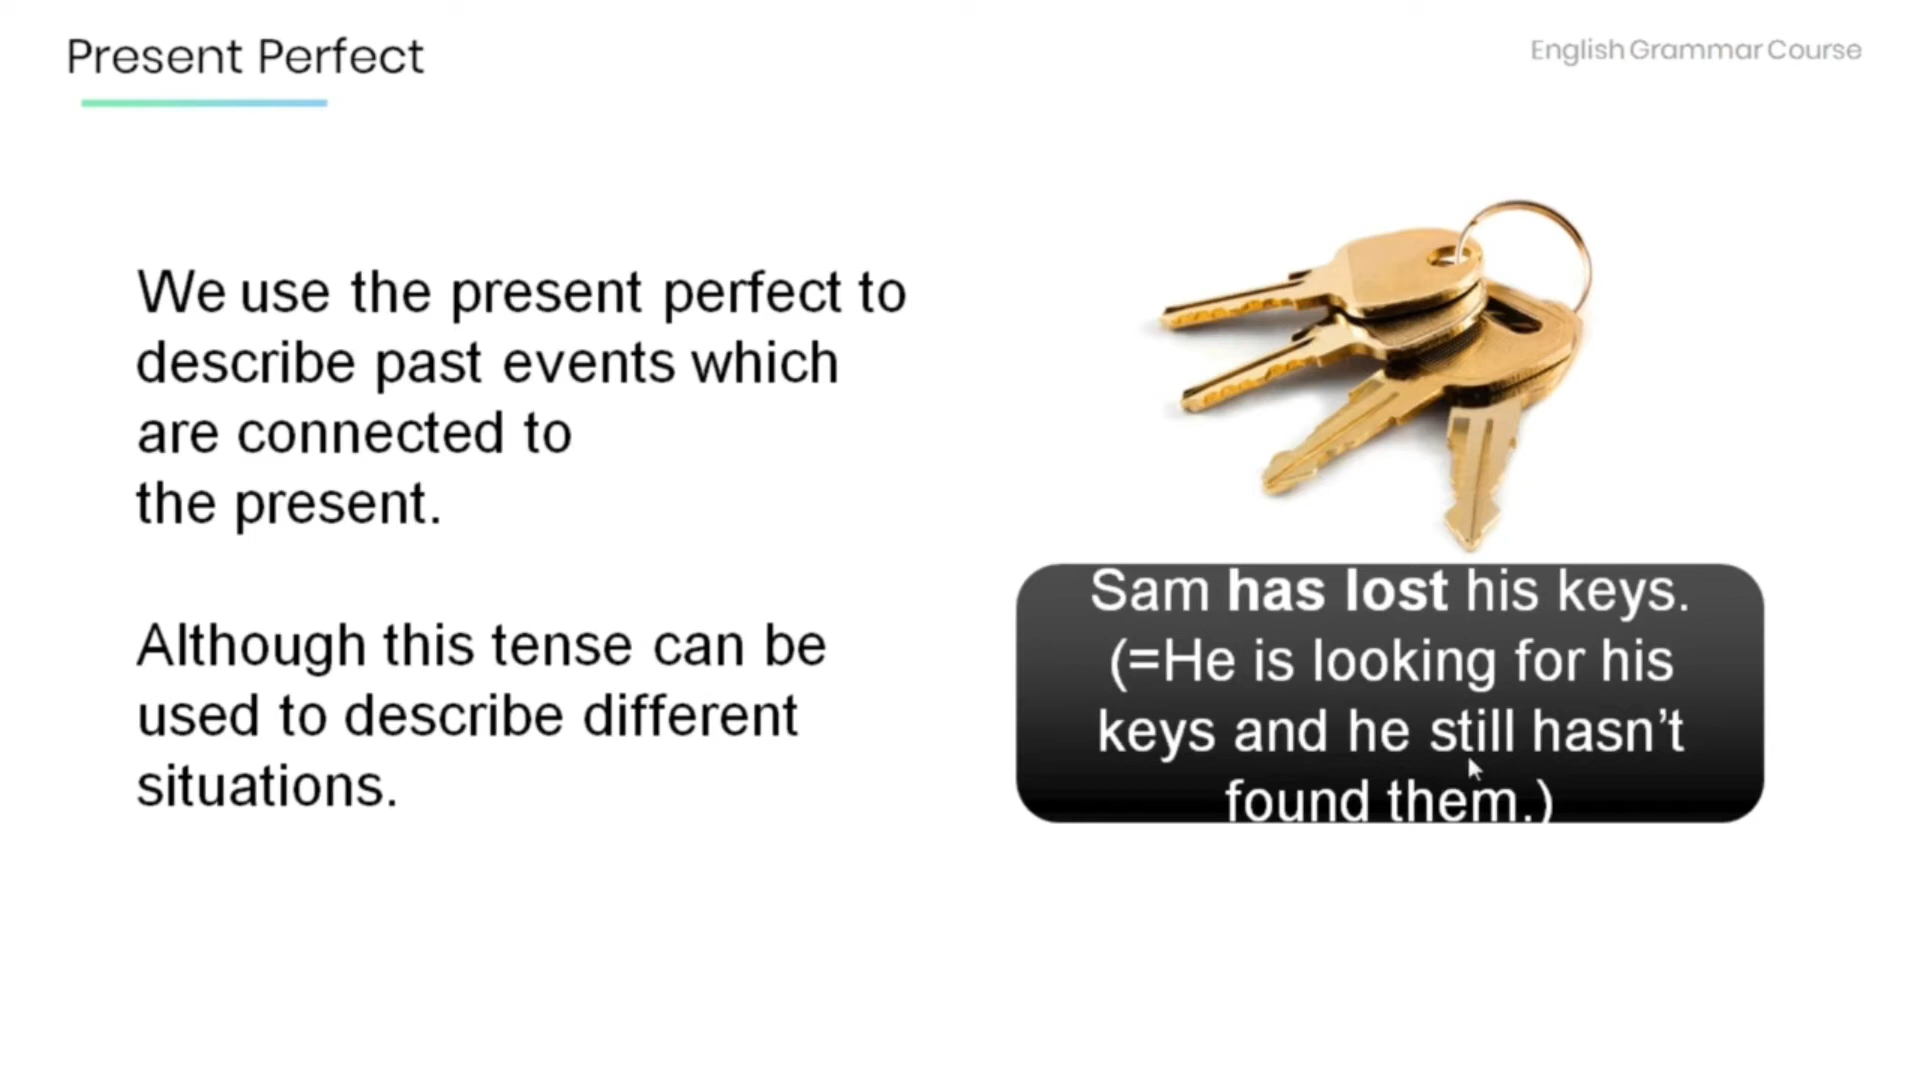 Present Perfect
English Grammar Course
We use the present perfect to
describe past events which
are connected to
the present.
Although this tense can be
used to describe different
situations.
Sam has lost his keys.
(=He is looking for his
keys and he still hasn’t
found them.)